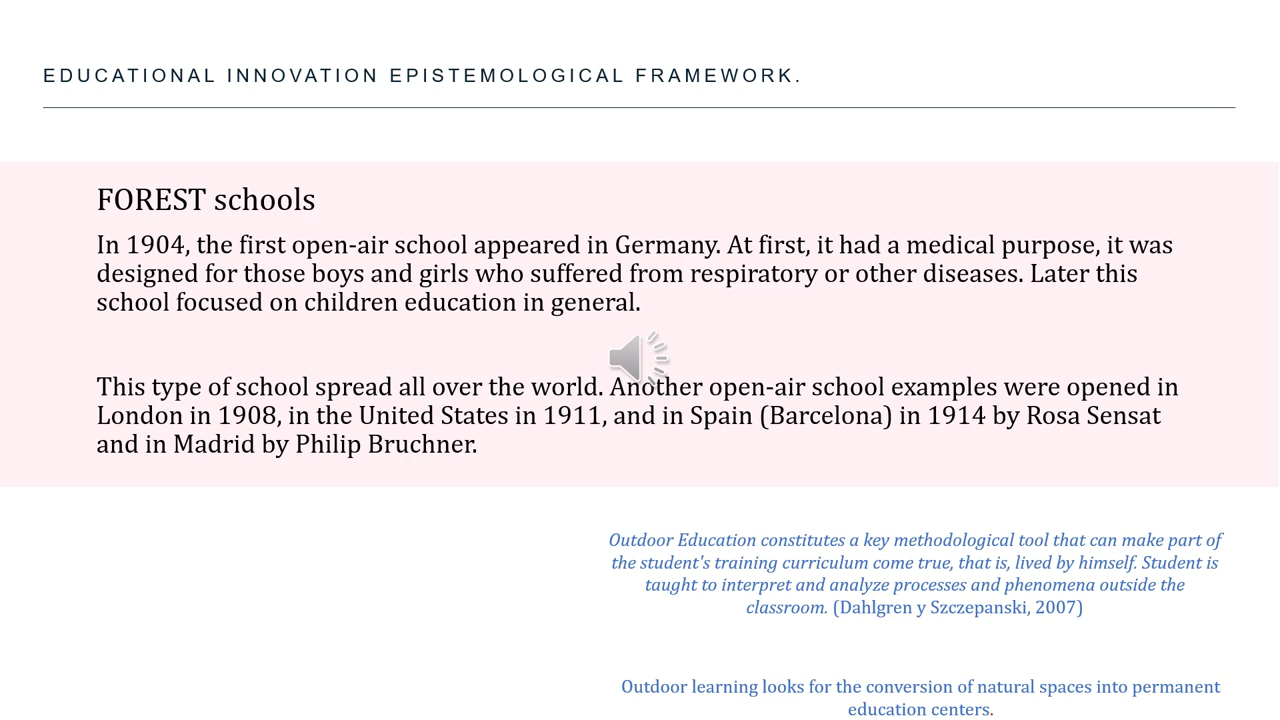 EDUCATIONAL INNOVATION EPISTEMOLOGICAL FRAMEWORK.
FOREST schools
In 1904, the first open-air school appeared in Germany. At first, it had a medical purpose, it was
designed for those boys and girls who suffered from respiratory or other diseases. Later this
school focused on children education in general.
This type of school spread all over the world. Another open-air school examples were opened in
London in 1908, in the United States in 1911, and in Spain (Barcelona) in 1914 by Rosa Sensat
and in Madrid by Philip Bruchner.
Outdoor Education constitutes a key methodological tool that can make part of
the student's training curriculum come true, that is, lived by himself. Student is
taught to interpret and analyze processes and phenomena outside the
classroom. (Dahlgren y Szczepanski, 2007)
Outdoor learning looks for the conversion of natural spaces into permanent
education centers.